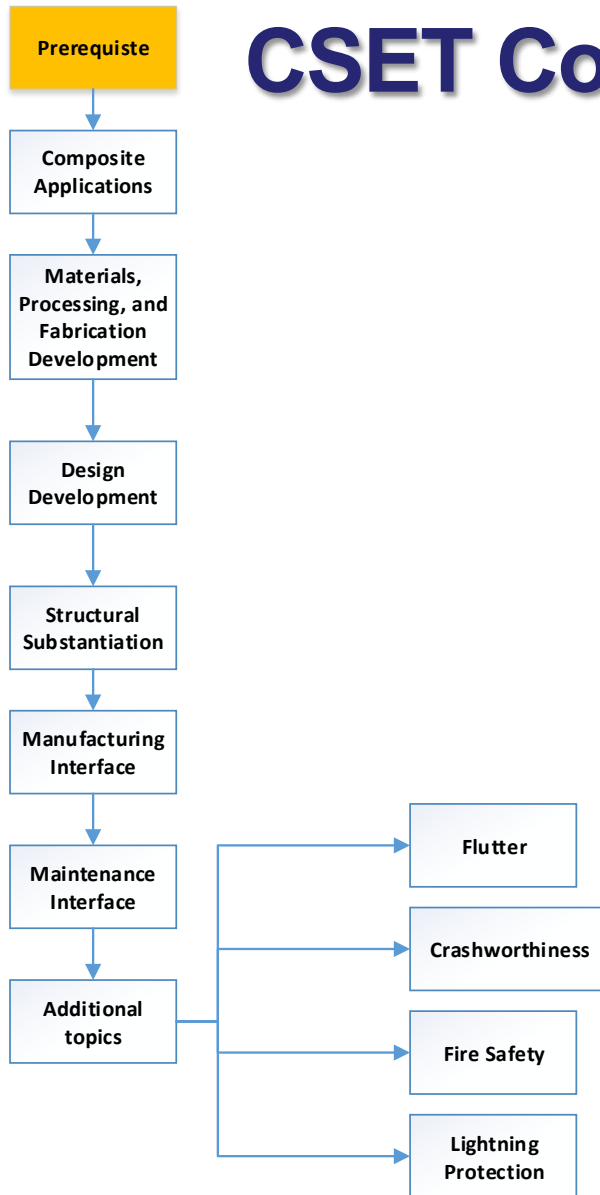 Prerequiste
CSET Co
Composite
Applications
Materials,
Processing, and
Fabrication
Development
Design
Development
Structural
Substantiation
Manufacturing
Interface
Maintenance
Interface
Additional
topics
Flutter
Crashworthiness
Fire Safety
Lightning
Protection